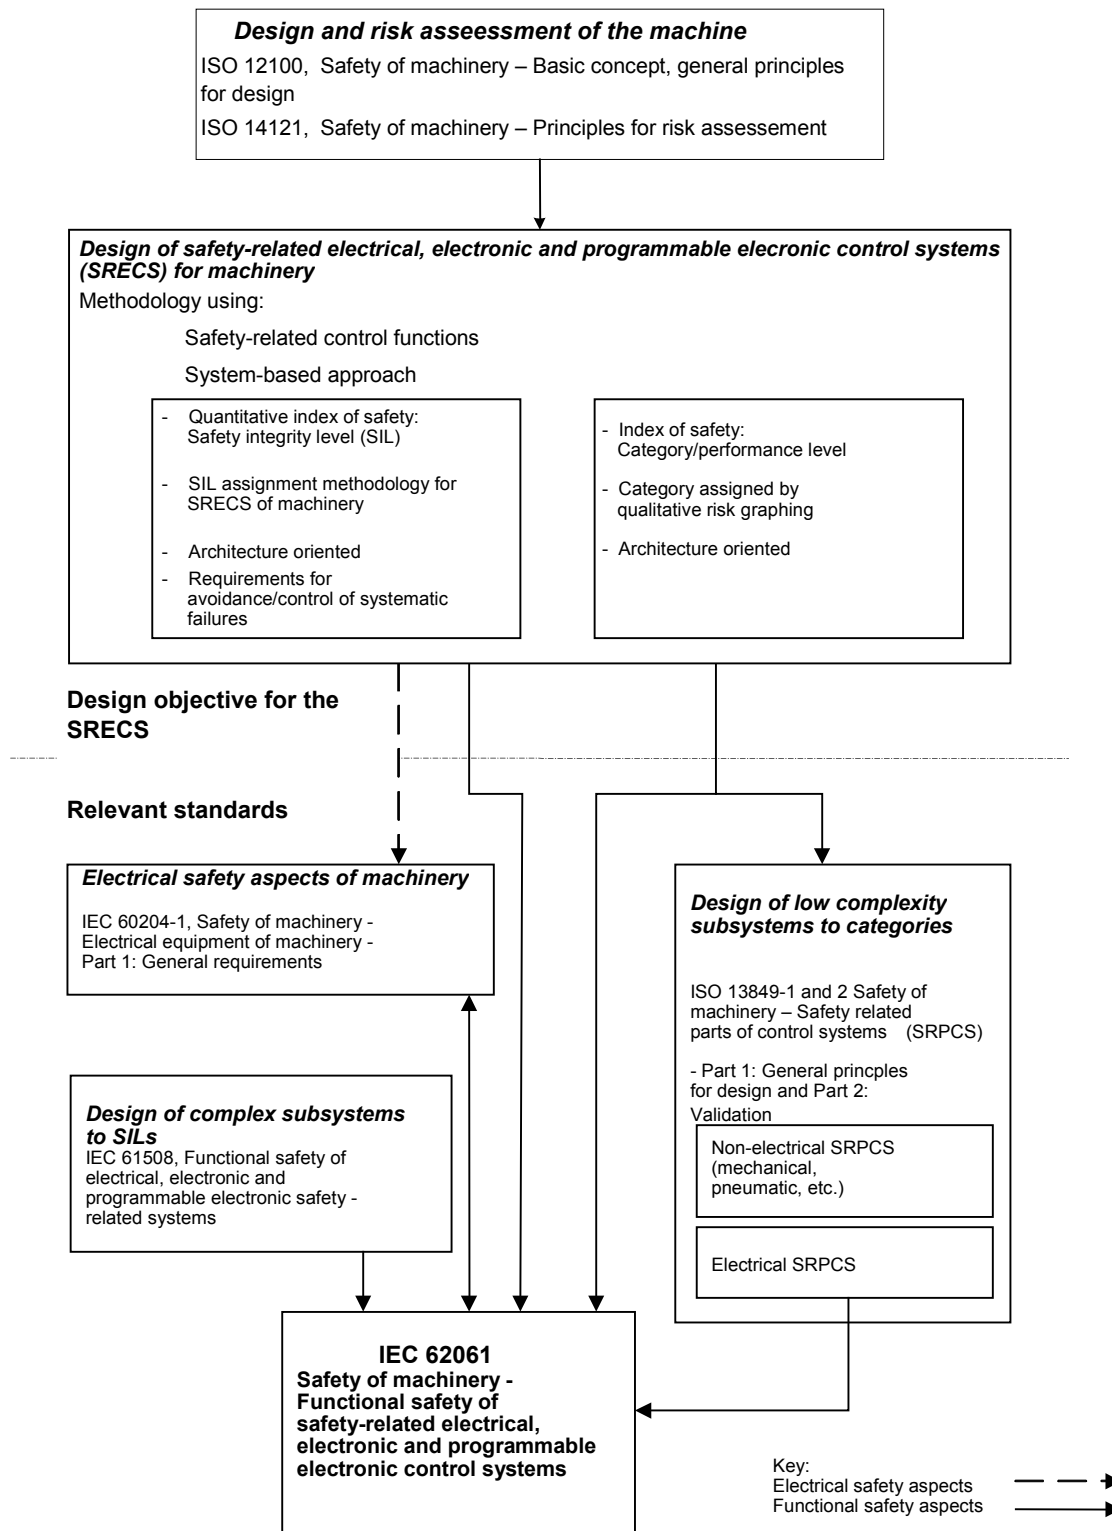 Design and risk asseessment of the machine
ISO 12100, Safety of machinery – Basic concept, general principles
for design
ISO 14121, Safety of machinery – Principles for risk assessement
Design of safety-related electrical, electronic and programmable elecronic control systems
(SRECS) for machinery
Methodology using:
Safety-related control functions
System-based approach
- Quantitative index of safety:
Safety integrity level (SIL)
- SIL assignment methodology for
SRECS of machinery
- Architecture oriented
- Requirements for
avoidance/control of systematic
failures
- Index of safety:
Category/performance level
- Category assigned by
qualitative risk graphing
- Architecture oriented
Design objective for the
SRECS
Relevant standards
Electrical safety aspects of machinery
IEC 60204-1, Safety of machinery -
Electrical equipment of machinery -
Part 1: General requirements
Design of low complexity
subsystems to categories
ISO 13849-1 and 2 Safety of
machinery – Safety related
parts of control systems (SRPCS)
- Part 1: General princples
for design and Part 2:
Validation
Non-electrical SRPCS
(mechanical,
pneumatic, etc.)
Electrical SRPCS
Design of complex subsystems
to SILs
IEC 61508, Functional safety of
electrical, electronic and
programmable electronic safety -
related systems
IEC 62061
Safety of machinery -
Functional safety of
safety-related electrical,
electronic and programmable
electronic control systems
Key:
Electrical safety aspects
Functional safety aspects